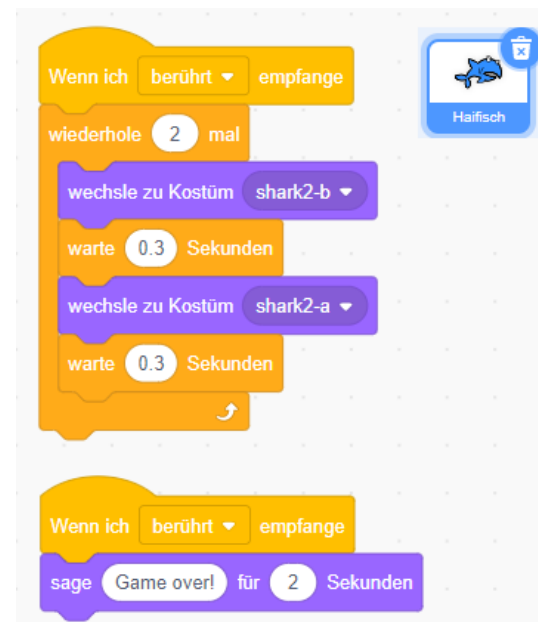 Wenn ich berührt empfange
Haifisch
wiederhole 2 mal
wechsle zu Kostüm shark2-b
warte 0.3 Sekunden
wechsle zu Kostüm shark2-a
warte 0.3 Sekunden
Wenn ich berührt empfange
sage Game over! für 2 Sekunden